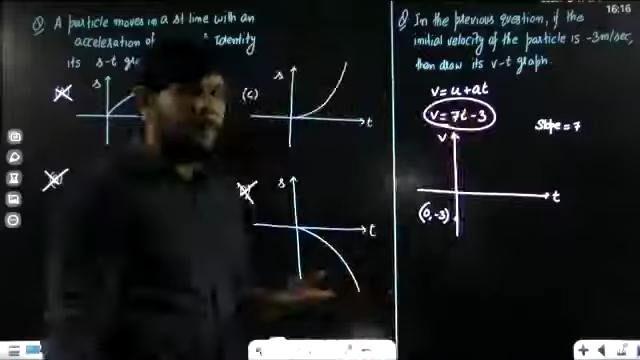 Q A particle moves in a st line with an
acceleration of Identity
its s-t gr
s
s
t
(c)
s
t
16:16
Q In the previous question, if the
initial velocity of the particle is -3m/sec,
then draw its v-t graph.
v = u + at
v = 7t - 3
Slope = 7
v
t
(0, -3)